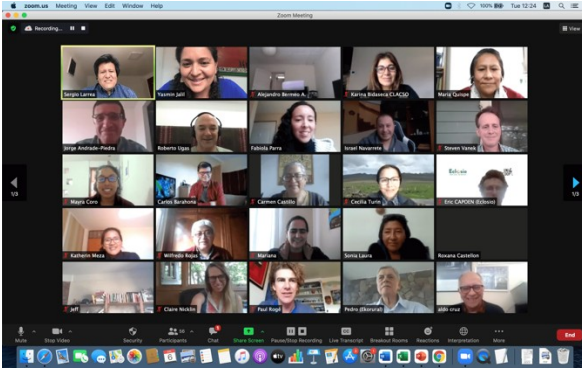 zoom.us Meeting View Edit Window Help
100% Tue 12:24
Zoom Meeting
Recording...
View
Sergio Larrea
Yasmin Jalil
Alejandro Bermeo A.
Karina Bidaseca CLACSO
Maria Quispe
Jorge Andrade-Piedra
Roberto Ugas
Fabiola Parra
Israel Navarrete
Steven Vanek
1/3
1/3
Mayra Coro
Carlos Barahona
Carmen Castillo
Cecilia Turin
Eric CAPOEN (Eclosio)
Katherin Meza
Wilfredo Rojas
Mariana
Sonia Laura
Roxana Castellon
Jeff
Claire Nicklin
Paul Rogé
Pedro (Ekorural)
aldo cruz
Mute
Stop Video
Security
Participants
Chat
Share Screen
Pause/Stop Recording
Live Transcript
Breakout Rooms
Reactions
Interpretation
More
End